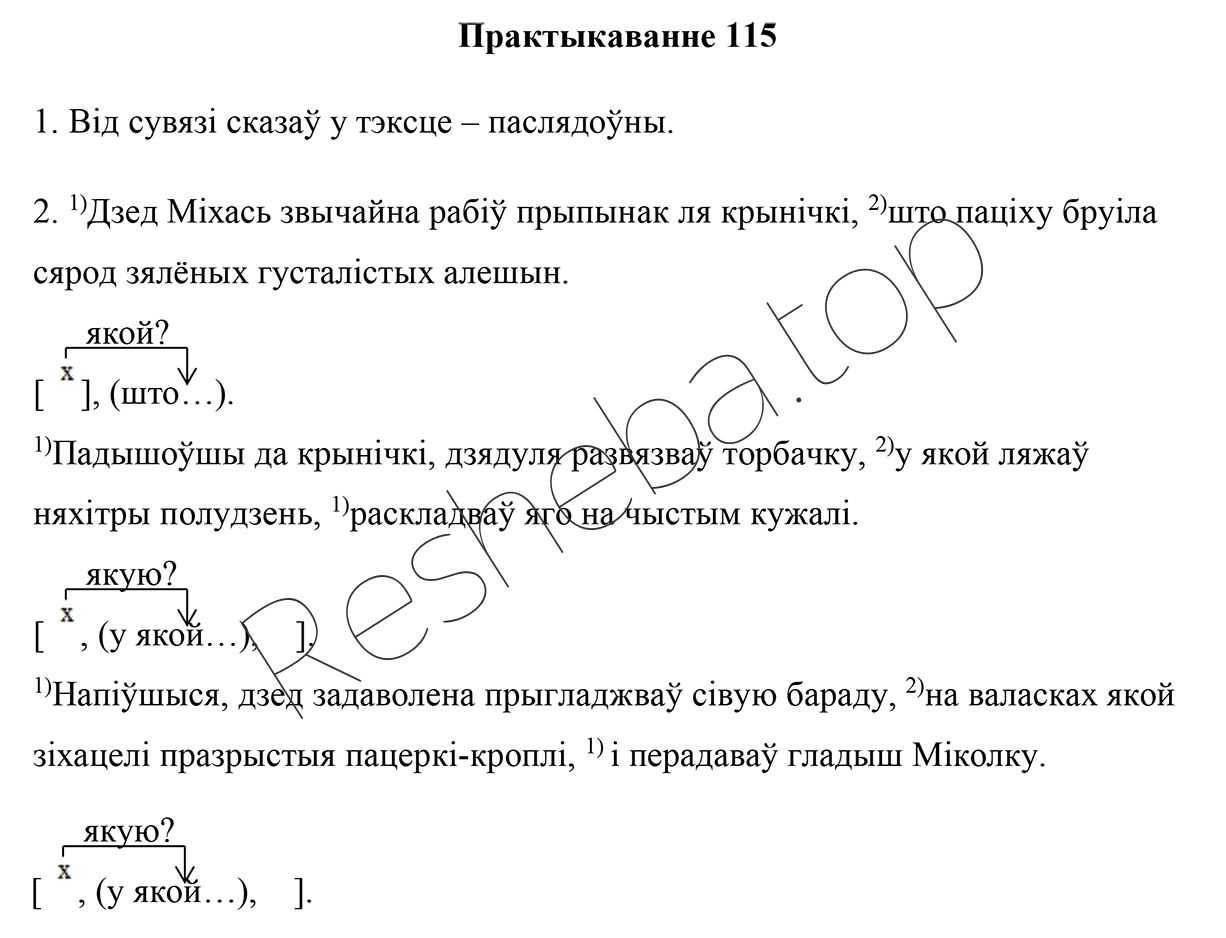 Практыкаванне 115
1. Від сувязі сказаў у тэксце – паслядоўны.
2. 1)Дзед Міхась звычайна рабіў прыпынак ля крынічкі, 2)што паціху бруіла
сярод зялёных густалістых алешын.
якой?
[ х ], (што…).
1)Падышоўшы да крынічкі, дзядуля развязваў торбачку, 2)у якой ляжаў
няхітры полудзень, 1)раскладваў яго на чыстым кужалі.
якую?
[ х , (у якой…), ].
1)Напіўшыся, дзед задаволена прыгладжваў сівую бараду, 2)на валасках якой
зіхацелі празрыстыя пацеркі-кроплі, 1) і перадаваў гладыш Міколку.
якую?
[ х , (у якой…), ].
Resheba.top